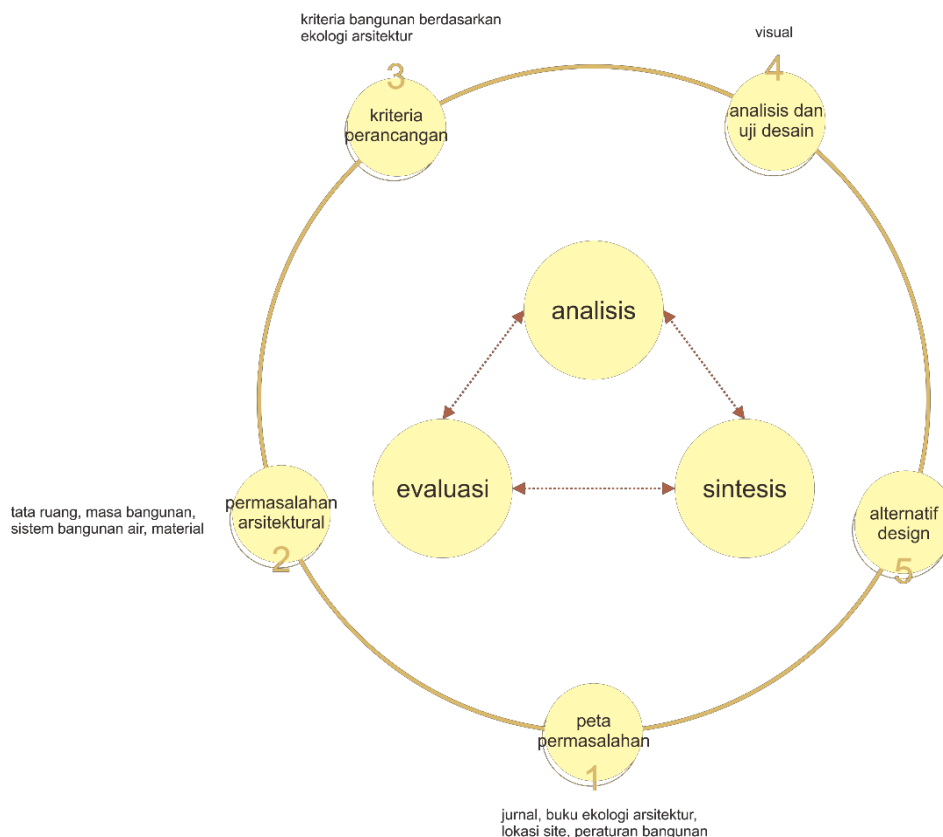 kriteria bangunan berdasarkan
ekologi arsitektur
visual
3
kriteria
perancangan
4
analisis dan
uji desain
analisis
evaluasi
sintesis
tata ruang, masa bangunan,
sistem bangunan air, material
permasalahan
arsitektural
2
alternatif
design
5
peta
permasalahan
1
jurnal, buku ekologi arsitektur,
lokasi site, peraturan bangunan